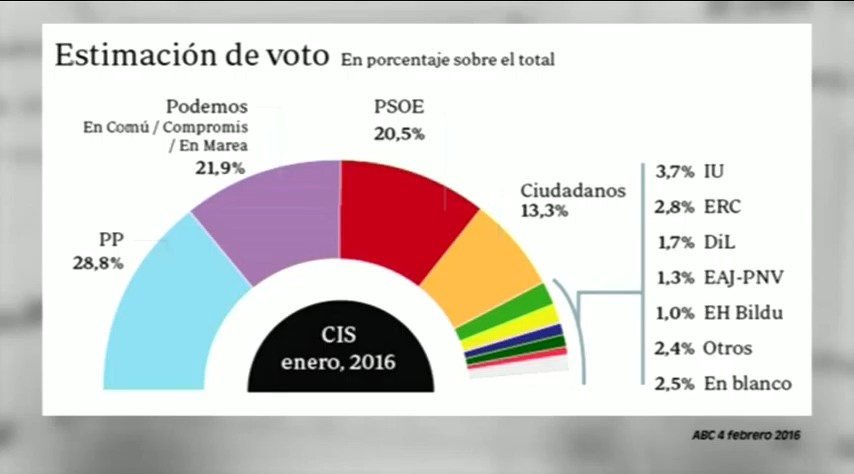 Estimación de voto En porcentaje sobre el total
Podemos
En Comú / Compromis
/ En Marea
21,9%
PSOE
20,5%
Ciudadanos
13,3%
PP
28,8%
3,7% IU
2,8% ERC
1,7% DiL
1,3% EAJ-PNV
1,0% EH Bildu
2,4% Otros
2,5% En blanco
CIS
enero, 2016
ABC 4 febrero 2016